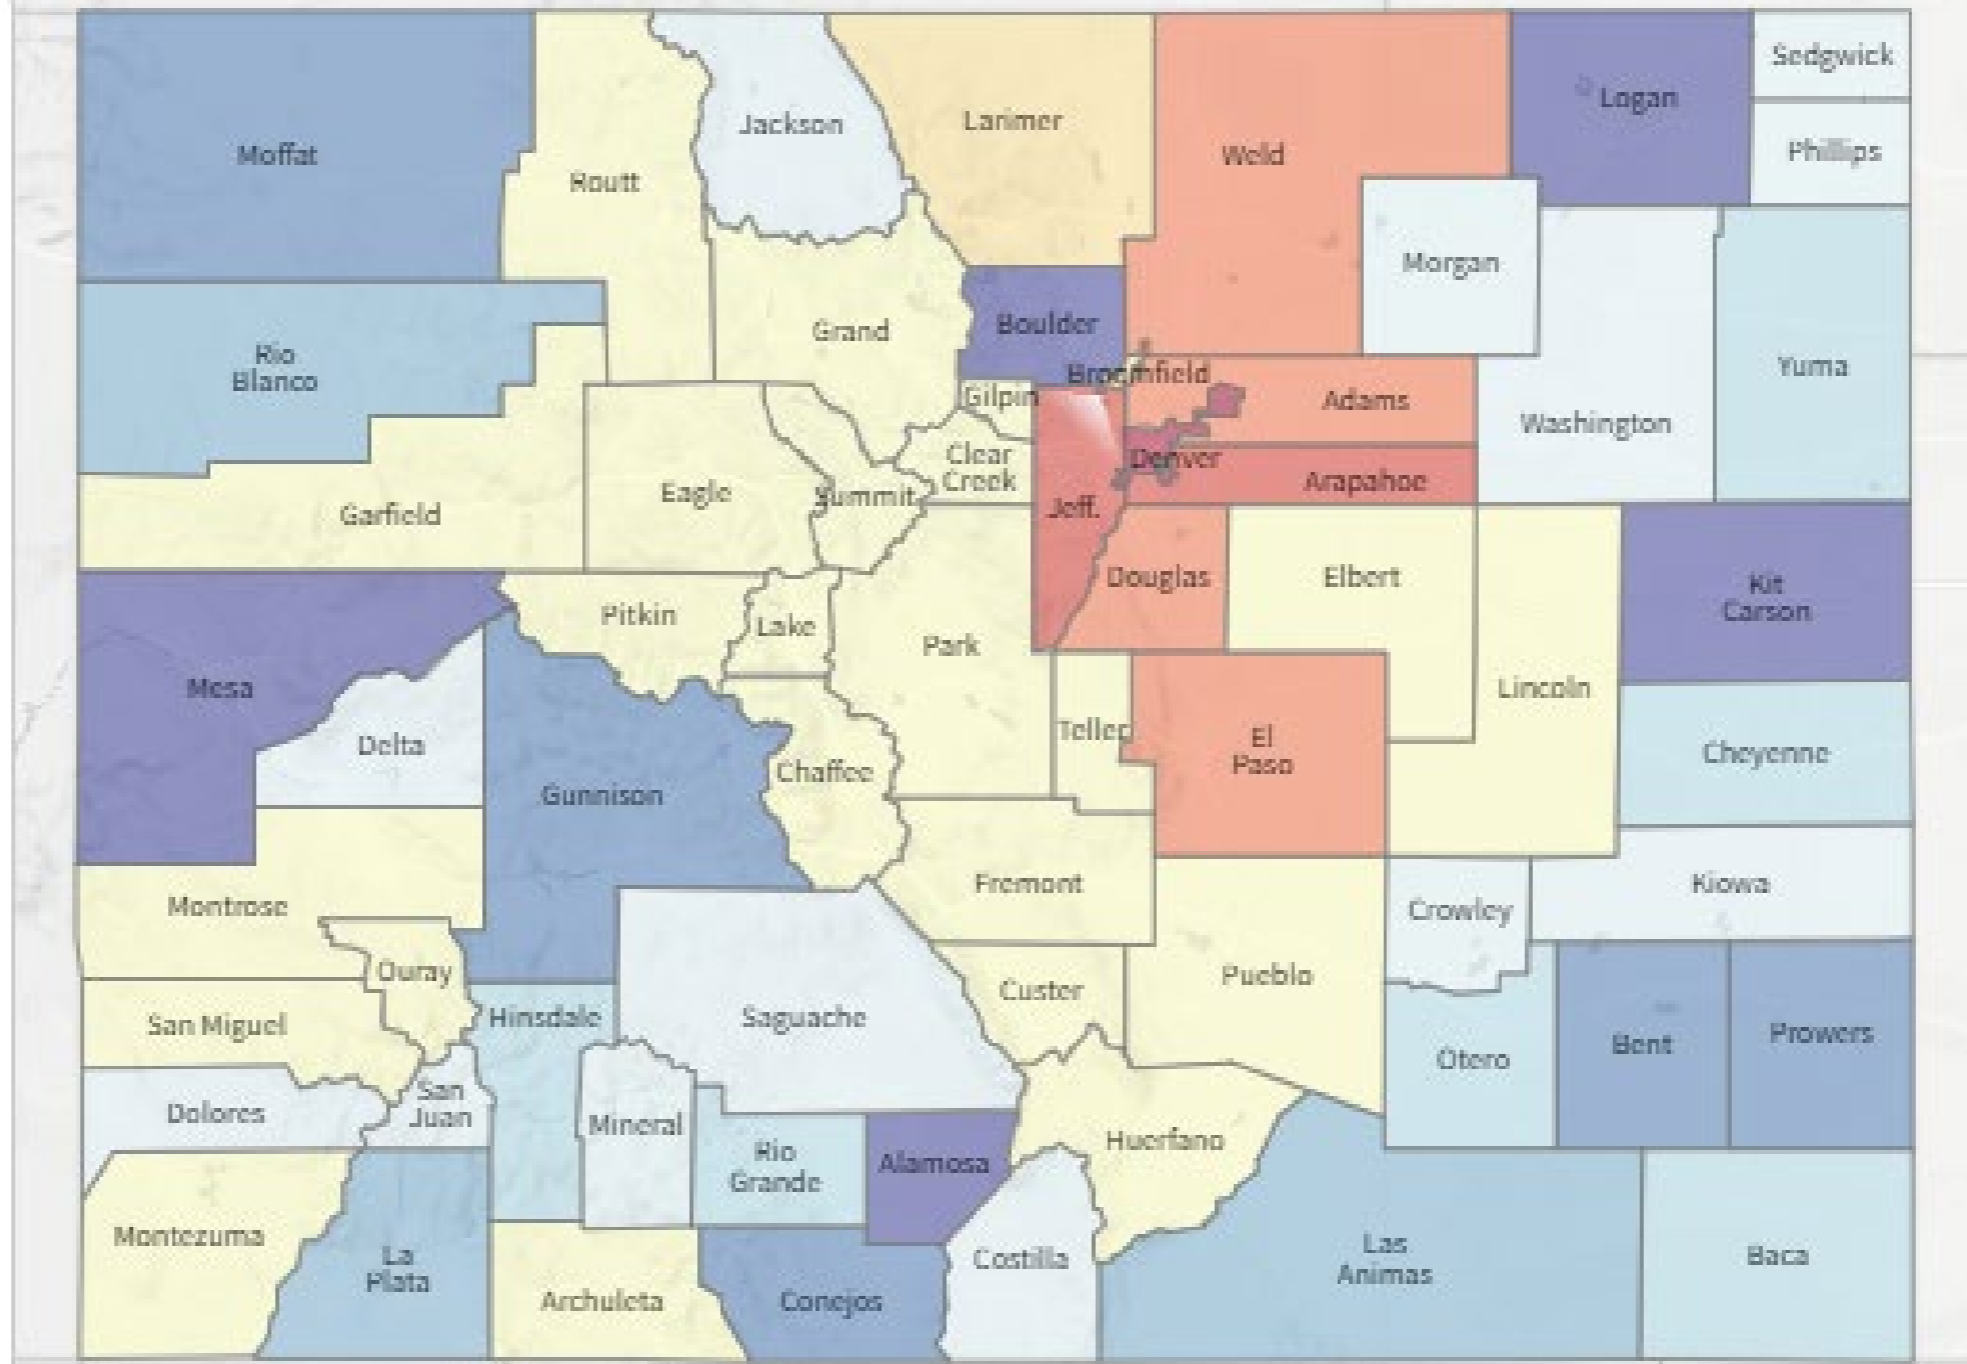 Sedgwick
Logan
Jackson
Larimer
Moffat
Weld
Phillips
Routt
Morgan
Grand
Boulder
Rio
Blanco
Yuma
Broomfield
Gilpin
Adams
Washington
Clear
Creek
Denver
Eagle
Summit
Arapahoe
Garfield
Jeff.
Douglas
Elbert
Kit
Carson
Pitkin
Lake
Park
Mesa
Lincoln
Delta
Teller
El
Paso
Cheyenne
Chaffee
Gunnison
Fremont
Kiowa
Montrose
Crowley
Ouray
Pueblo
Custer
San Miguel
Hinsdale
Saguache
Otero
Bent
Prowers
San
Juan
Dolores
Mineral
Huerfano
Rio
Grande
Alamosa
Montezuma
La
Plata
Costilla
Las
Animas
Baca
Archuleta
Conejos